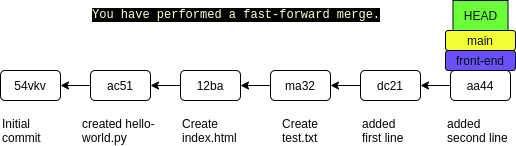 You have performed a fast-forward merge.
HEAD
main
front-end
54vkv
ac51
12ba
ma32
dc21
aa44
Initial
commit
created hello-
world.py
Create
index.html
Create
test.txt
added
first line
added
second line